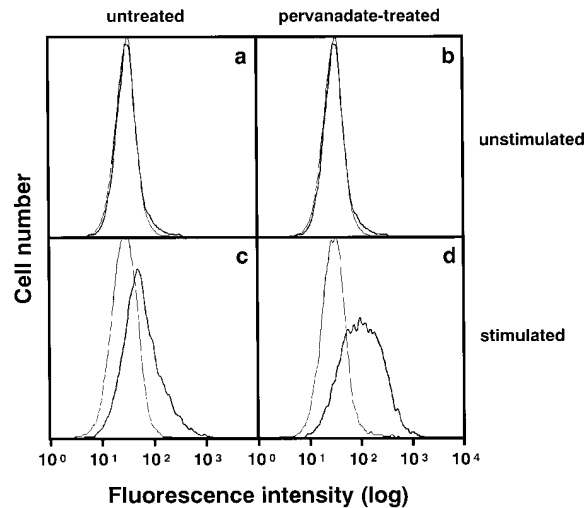 untreated
pervanadate-treated
a
b
unstimulated
Cell number
c
d
stimulated
10⁰ 10¹ 10² 10³ 10⁰ 10¹ 10² 10³ 10⁴
Fluorescence intensity (log)